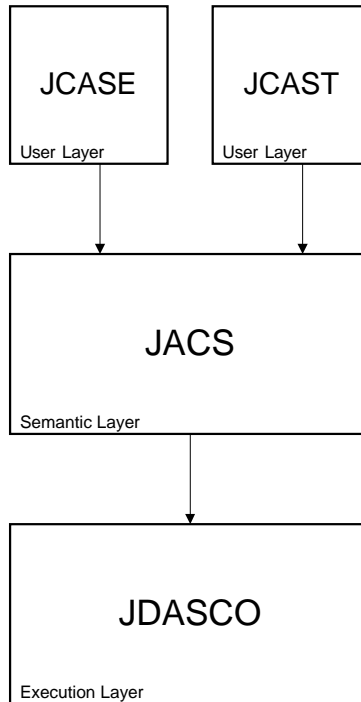 JCASE
User Layer
JCAST
User Layer
JACS
Semantic Layer
JDASCO
Execution Layer